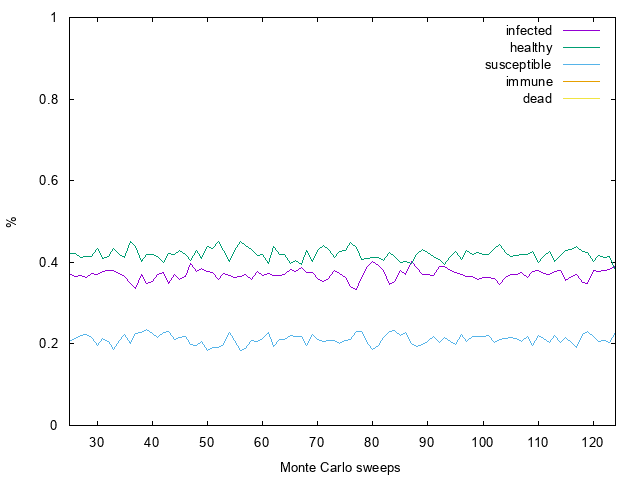 1
0.8
0.6
0.4
0.2
0
%
infected
healthy
susceptible
immune
dead
30 40 50 60 70 80 90 100 110 120
Monte Carlo sweeps